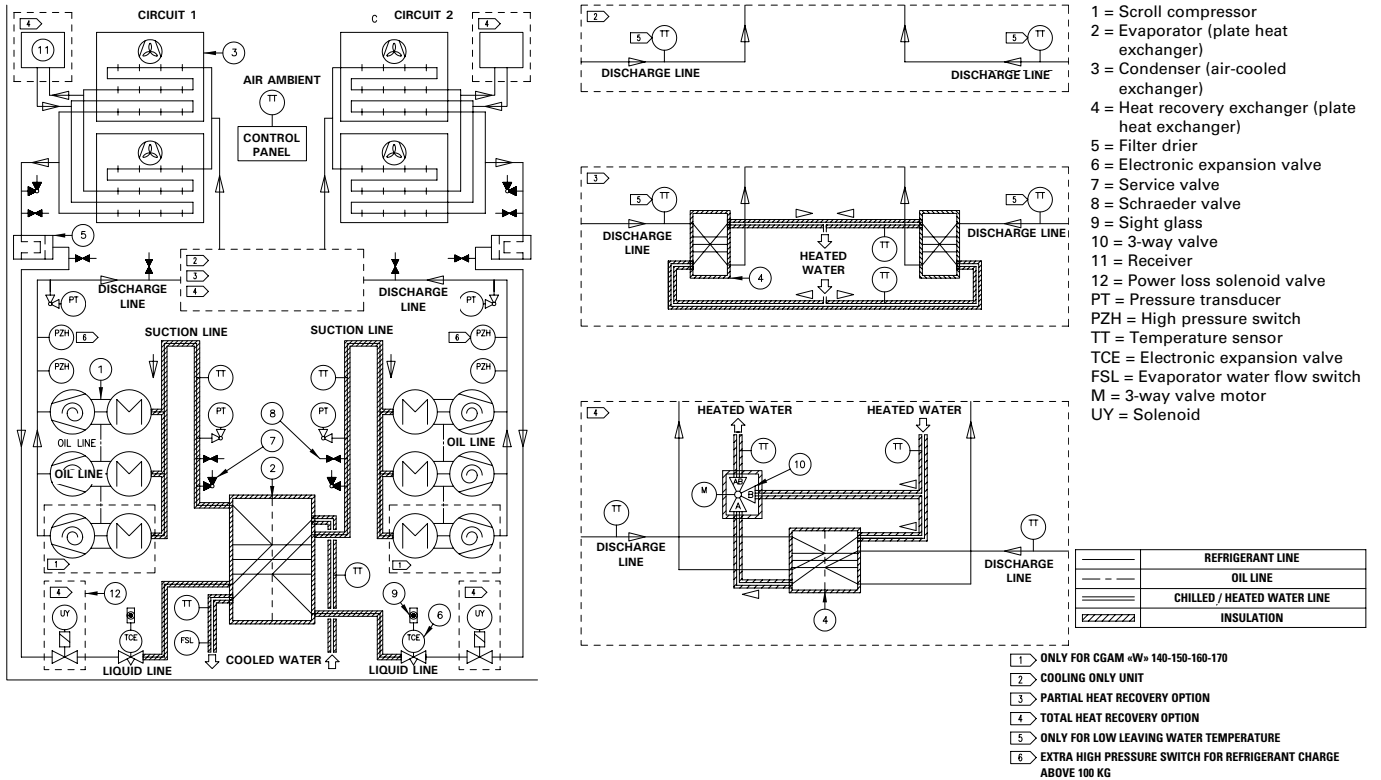 CIRCUIT 1
C CIRCUIT 2
4
4
11
3
AIR AMBIENT
TT
CONTROL
PANEL
5
2
3
4
DISCHARGE
LINE
DISCHARGE
LINE
PT
PT
SUCTION LINE
SUCTION LINE
PZH
6
6
PZH
PZH
PZH
1
TT
TT
PT
PT
8
7
2
M
M
OIL LINE
OIL LINE
OIL LINE
M
M
M
M
1
1
4
12
UY
TCE
TT
FSL
TT
9
6
TCE
4
UY
COOLED WATER
LIQUID LINE
LIQUID LINE
2
5
TT
5
TT
DISCHARGE LINE
DISCHARGE LINE
3
5
TT
5
TT
DISCHARGE
LINE
DISCHARGE LINE
HEATED
WATER
TT
TT
4
4
HEATED WATER
HEATED WATER
TT
TT
10
M
AB
B
A
TT
TT
DISCHARGE
LINE
DISCHARGE
LINE
4
1 = Scroll compressor
2 = Evaporator (plate heat
exchanger)
3 = Condenser (air-cooled
exchanger)
4 = Heat recovery exchanger (plate
heat exchanger)
5 = Filter drier
6 = Electronic expansion valve
7 = Service valve
8 = Schraeder valve
9 = Sight glass
10 = 3-way valve
11 = Receiver
12 = Power loss solenoid valve
PT = Pressure transducer
PZH = High pressure switch
TT = Temperature sensor
TCE = Electronic expansion valve
FSL = Evaporator water flow switch
M = 3-way valve motor
UY = Solenoid
REFRIGERANT LINE
OIL LINE
CHILLED / HEATED WATER LINE
INSULATION
1 ONLY FOR CGAM «W» 140-150-160-170
2 COOLING ONLY UNIT
3 PARTIAL HEAT RECOVERY OPTION
4 TOTAL HEAT RECOVERY OPTION
5 ONLY FOR LOW LEAVING WATER TEMPERATURE
6 EXTRA HIGH PRESSURE SWITCH FOR REFRIGERANT CHARGE
ABOVE 100 KG